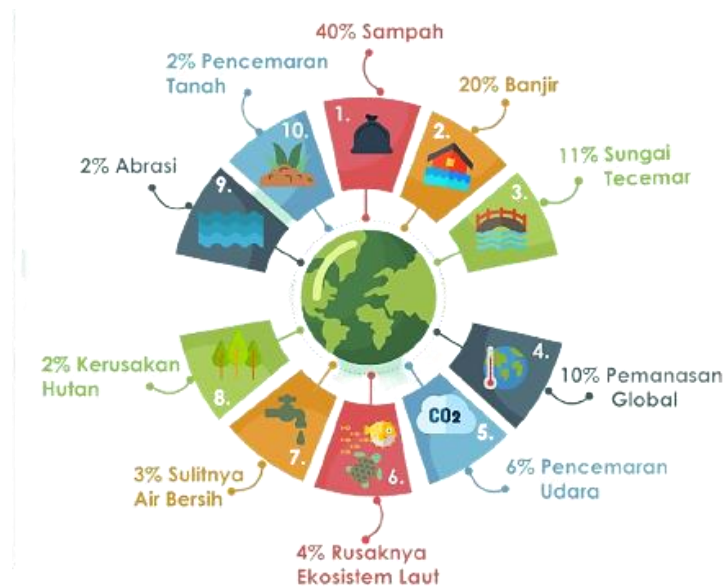 40% Sampah
1.
20% Banjir
2.
11% Sungai
Tecemar
3.
10% Pemanasan
Global
4.
6% Pencemaran
Udara
CO2
5.
4% Rusaknya
Ekosistem Laut
6.
3% Sulitnya
Air Bersih
7.
2% Kerusakan
Hutan
8.
2% Abrasi
9.
2% Pencemaran
Tanah
10.